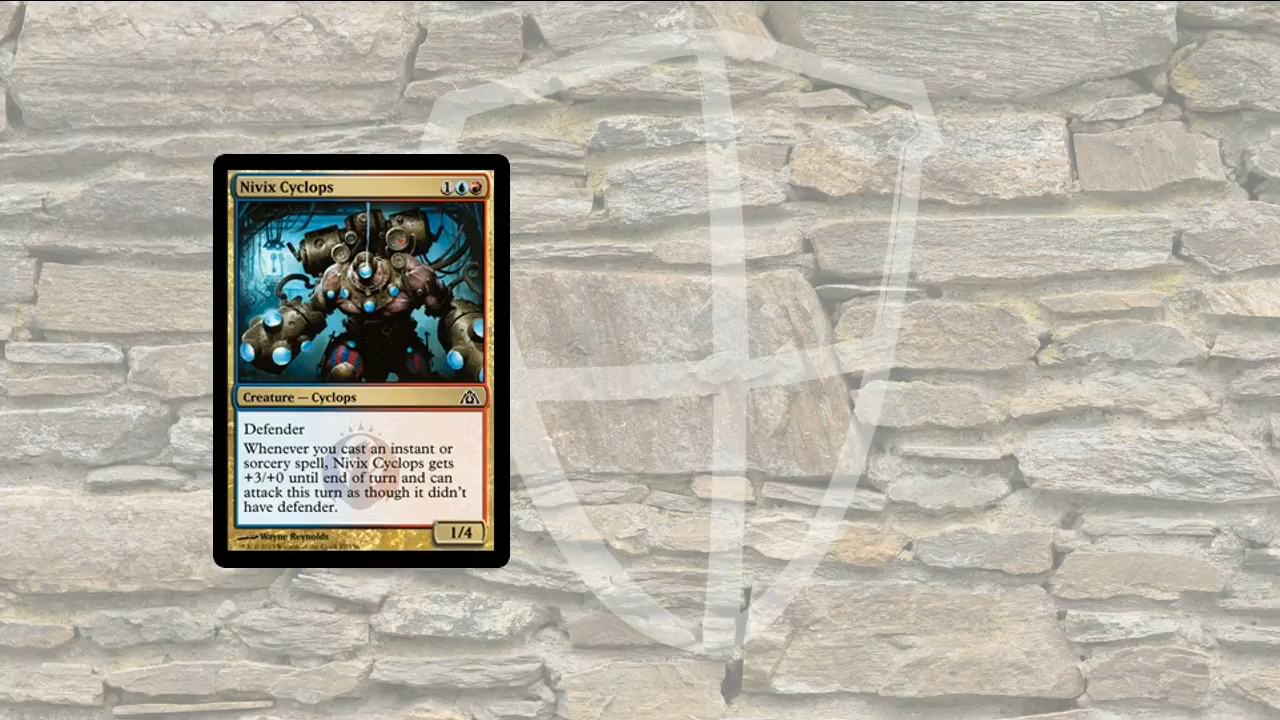 Nivix Cyclops 1
Creature — Cyclops
Defender
Whenever you cast an instant or
sorcery spell, Nivix Cyclops gets
+3/+0 until end of turn and can
attack this turn as though it didn't
have defender.
1/4
Wayne Reynolds